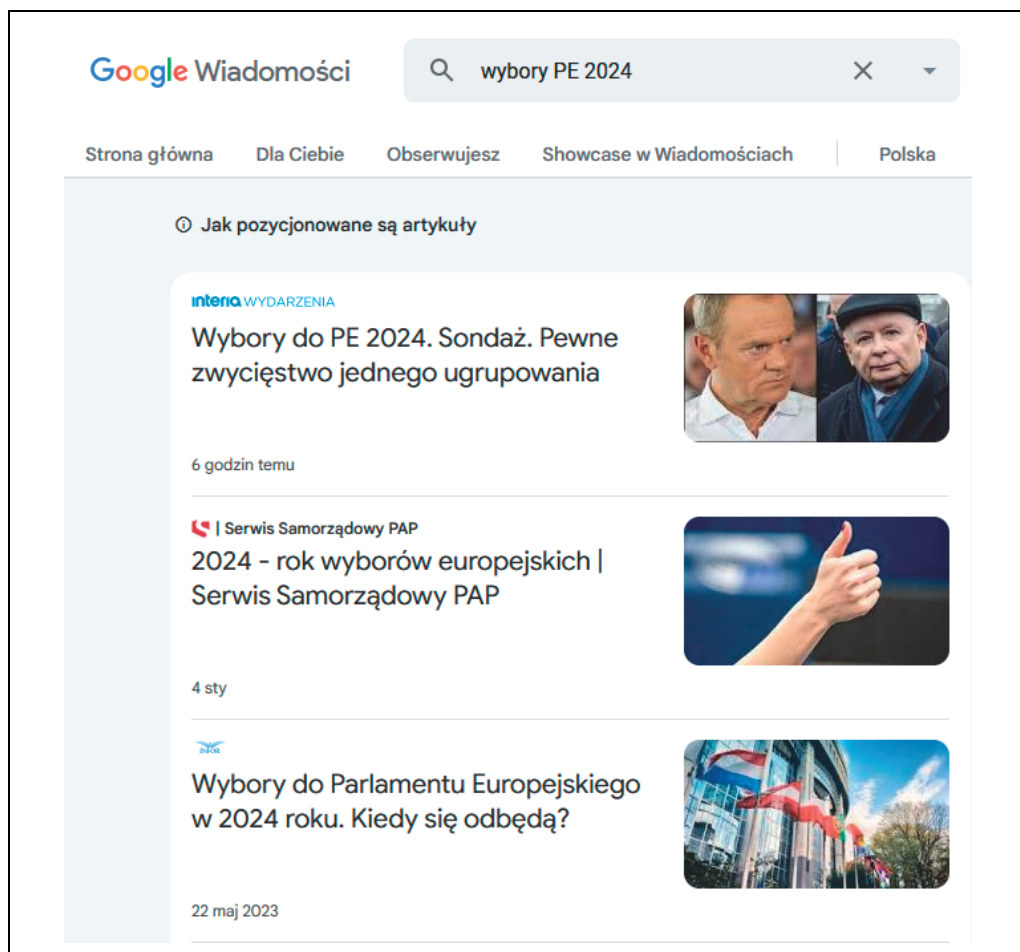 Google Wiadomości
wybory PE 2024
Strona główna Dla Ciebie Obserwujesz Showcase w Wiadomościach Polska
Jak pozycjonowane są artykuły
interia WYDARZENIA
Wybory do PE 2024. Sondaż. Pewne
zwycięstwo jednego ugrupowania
6 godzin temu
| Serwis Samorządowy PAP
2024 - rok wyborów europejskich |
Serwis Samorządowy PAP
4 sty
INFOR
Wybory do Parlamentu Europejskiego
w 2024 roku. Kiedy się odbędą?
22 maj 2023